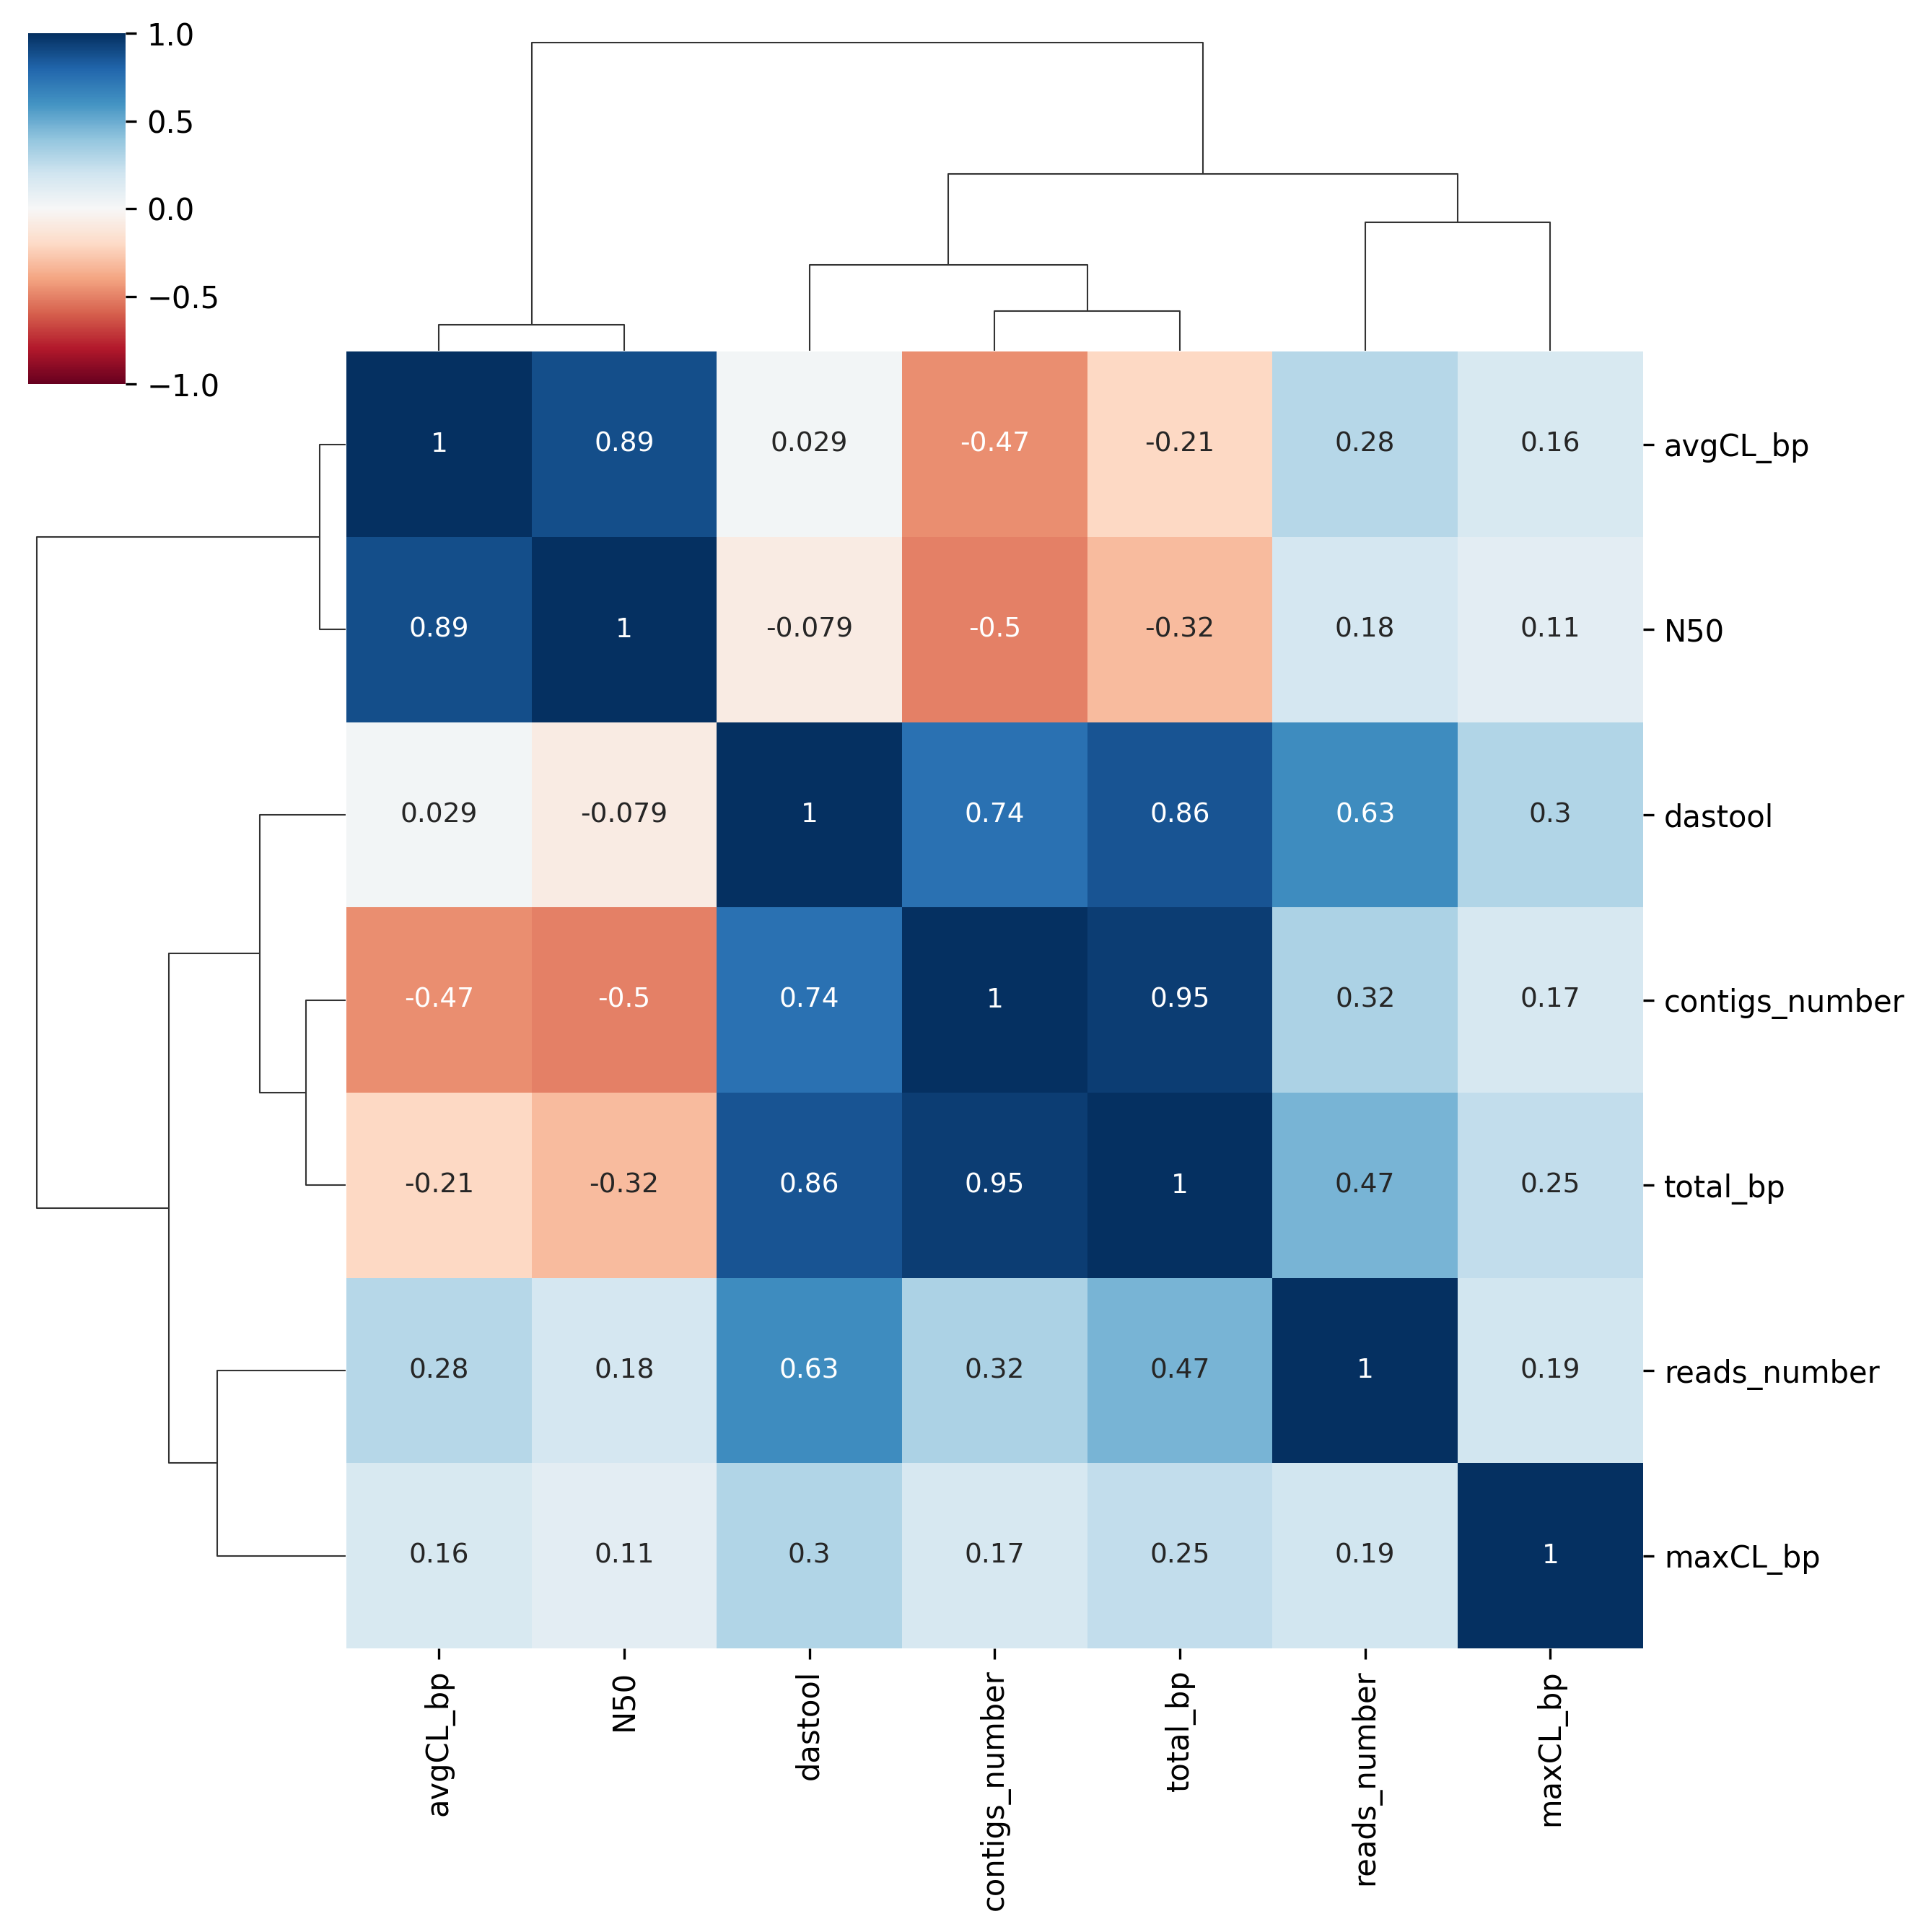 1.0
0.5
0.0
−0.5
−1.0
1 0.89 0.029 -0.47 -0.21 0.28 0.16 avgCL_bp
0.89 1 -0.079 -0.5 -0.32 0.18 0.11 N50
0.029 -0.079 1 0.74 0.86 0.63 0.3 dastool
-0.47 -0.5 0.74 1 0.95 0.32 0.17 contigs_number
-0.21 -0.32 0.86 0.95 1 0.47 0.25 total_bp
0.28 0.18 0.63 0.32 0.47 1 0.19 reads_number
0.16 0.11 0.3 0.17 0.25 0.19 1 maxCL_bp
avgCL_bp
N50
dastool
contigs_number
total_bp
reads_number
maxCL_bp